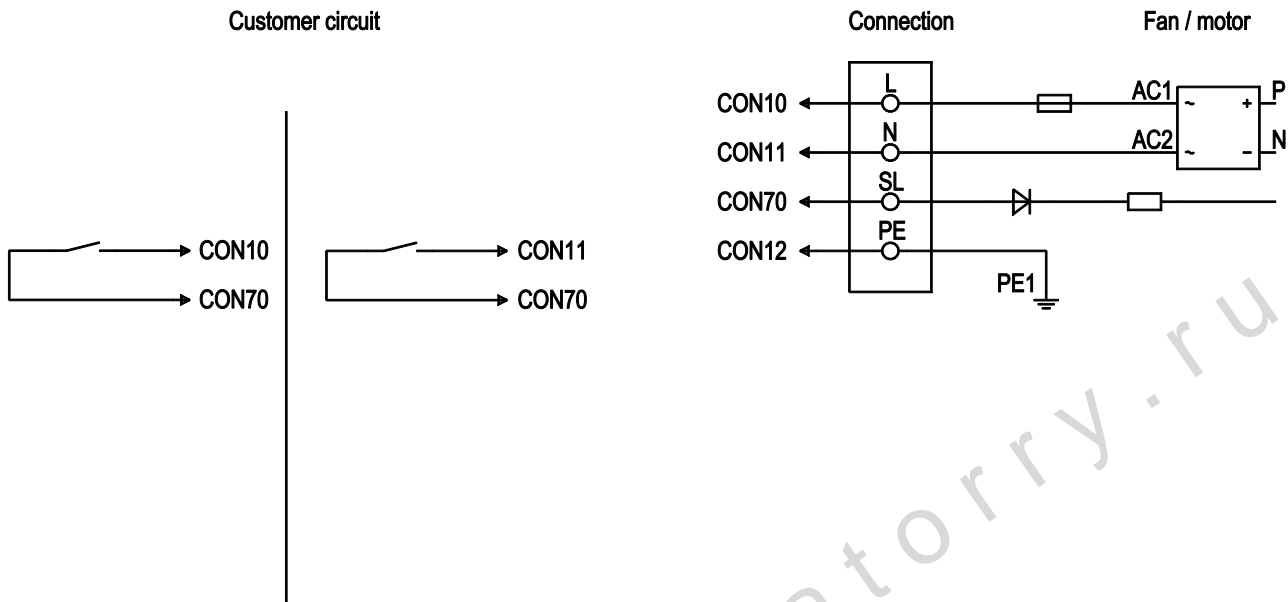 Customer circuit
Connection
Fan / motor
CON10
L
AC1
~
+
P
CON11
N
AC2
~
−
N
CON70
SL
CON12
PE
PE1
CON10
CON70
CON11
CON70
atorry.ru